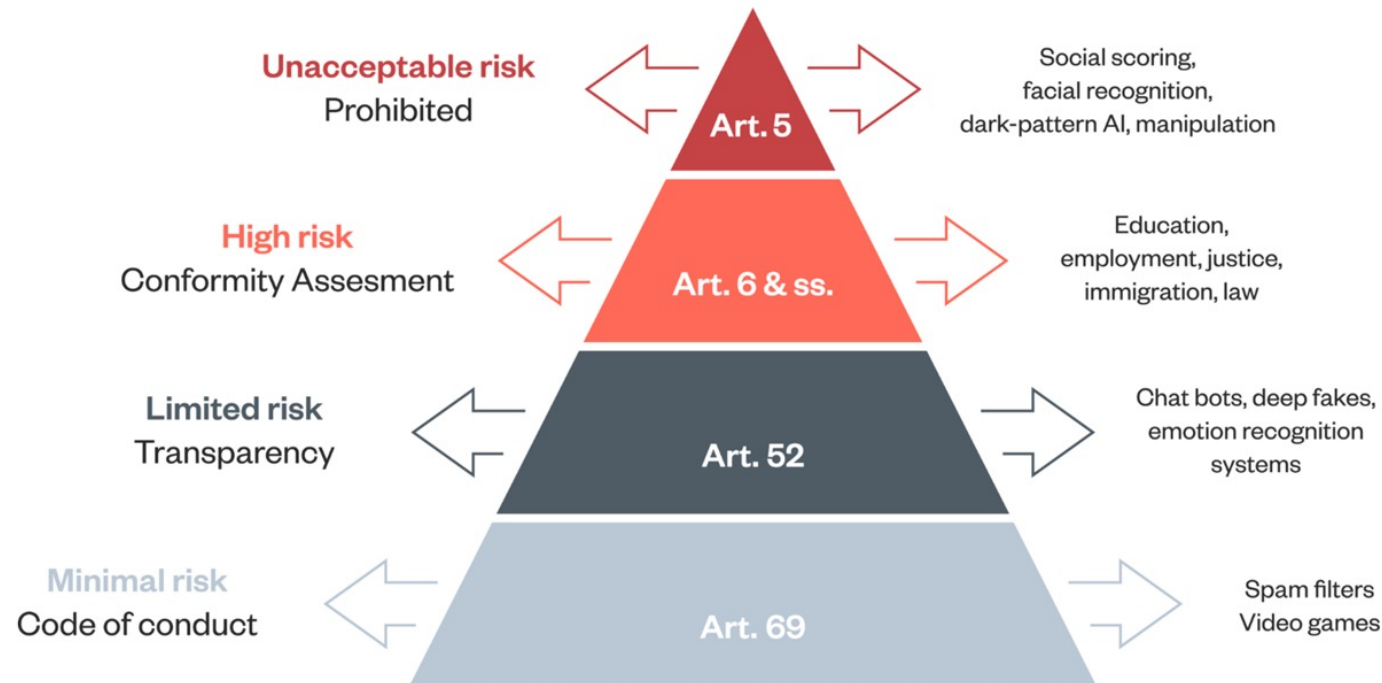 Unacceptable risk
Prohibited
Art. 5
Social scoring,
facial recognition,
dark-pattern AI, manipulation
High risk
Conformity Assesment
Art. 6 & ss.
Education,
employment, justice,
immigration, law
Limited risk
Transparency
Art. 52
Chat bots, deep fakes,
emotion recognition
systems
Minimal risk
Code of conduct
Art. 69
Spam filters
Video games